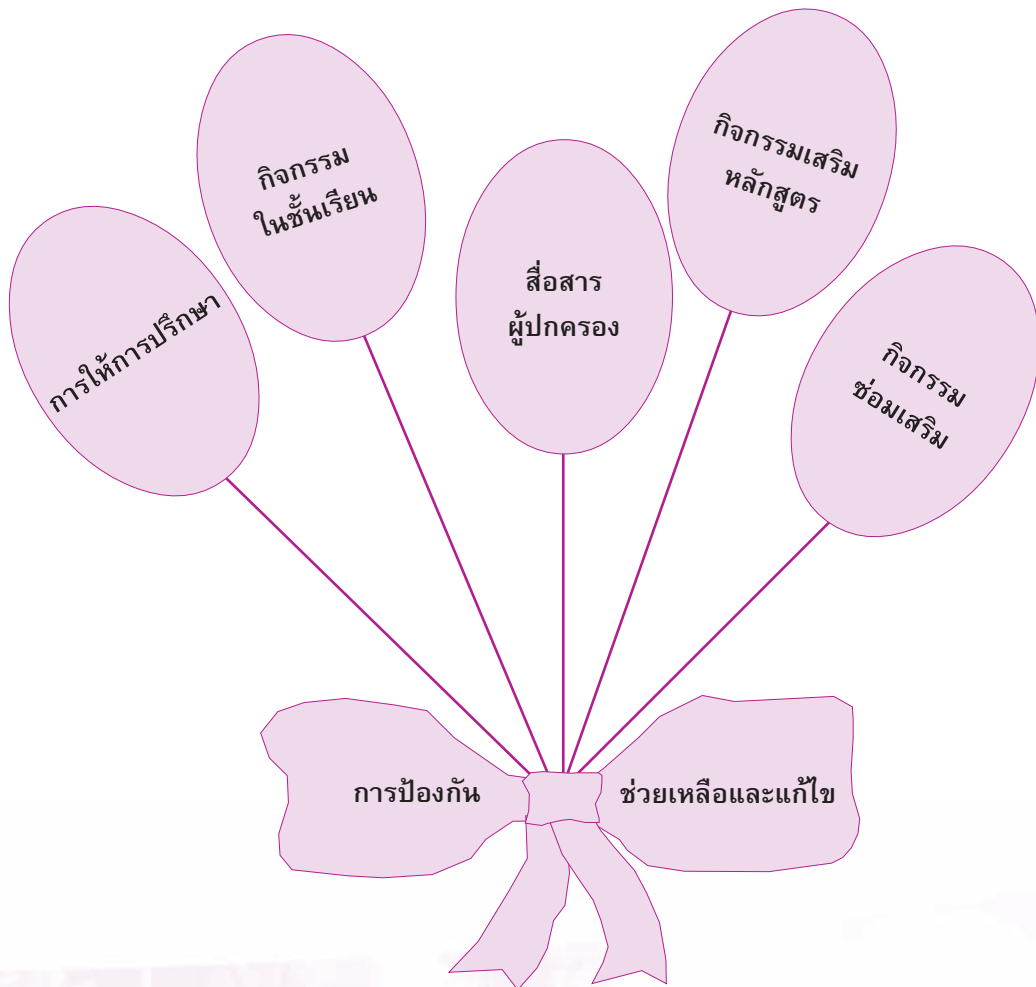 การให้การปรึกษา
กิจกรรม
ในชั้นเรียน
สื่อสาร
ผู้ปกครอง
กิจกรรมเสริม
หลักสูตร
กิจกรรม
ซ่อมเสริม
การป้องกัน
ช่วยเหลือและแก้ไข